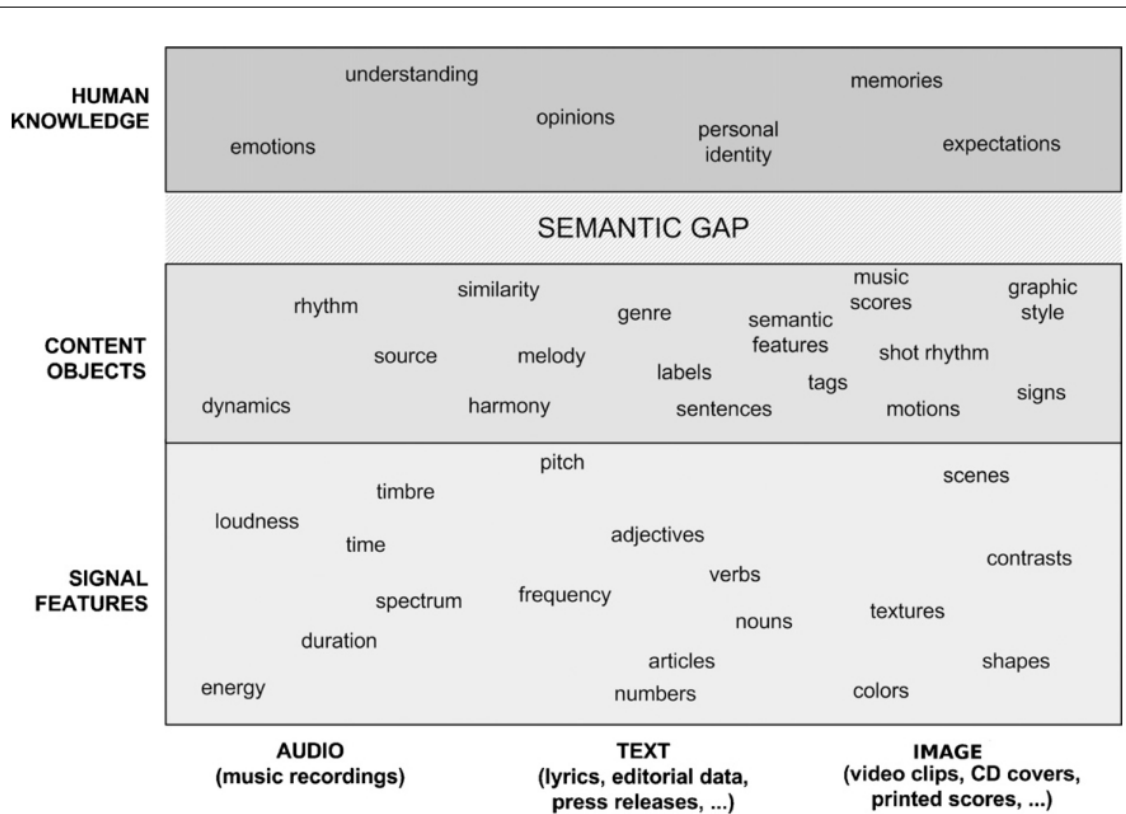 HUMAN
KNOWLEDGE
understanding
memories
opinions
personal
identity
emotions
expectations
SEMANTIC GAP
CONTENT
OBJECTS
music
scores
graphic
style
similarity
rhythm
genre
semantic
features
source
melody
shot rhythm
labels
tags
signs
dynamics
harmony
sentences
motions
SIGNAL
FEATURES
pitch
scenes
timbre
loudness
adjectives
time
contrasts
verbs
spectrum
frequency
textures
nouns
duration
articles
shapes
energy
numbers
colors
AUDIO
(music recordings)
TEXT
(lyrics, editorial data,
press releases, ...)
IMAGE
(video clips, CD covers,
printed scores, ...)